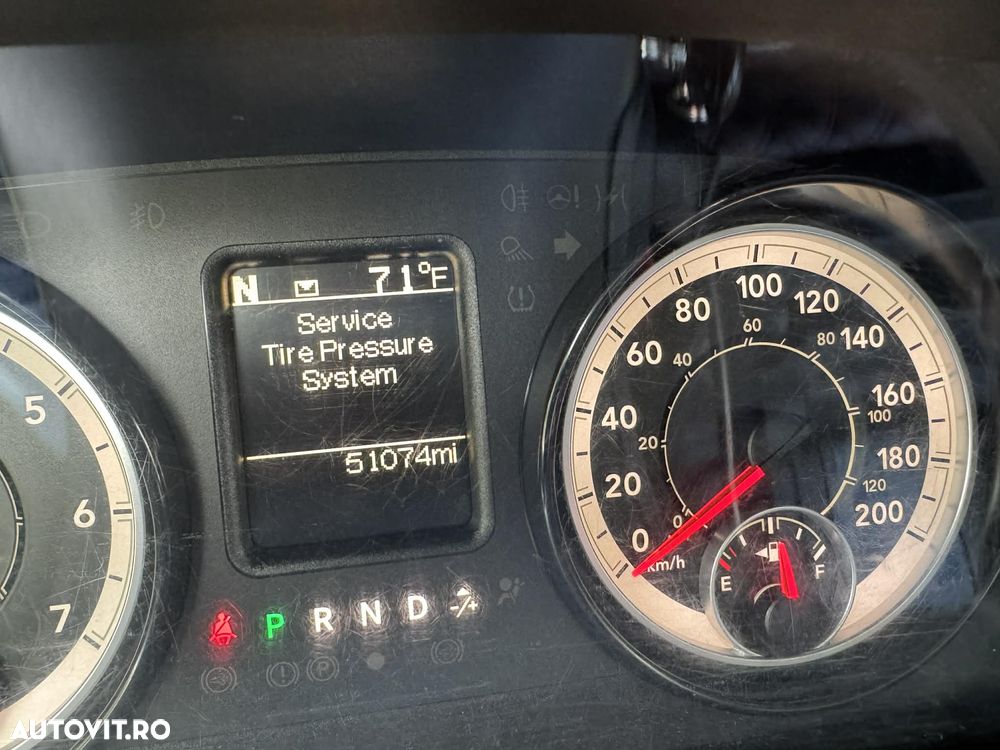 N 71°F
Service
Tire Pressure
System
51074mi
5
6
7
P R N D -/+
0
20
40
60
80
100
120
140
160
180
200
km/h
0
20
40
60
80
100
120
E F
AUTOVIT.RO